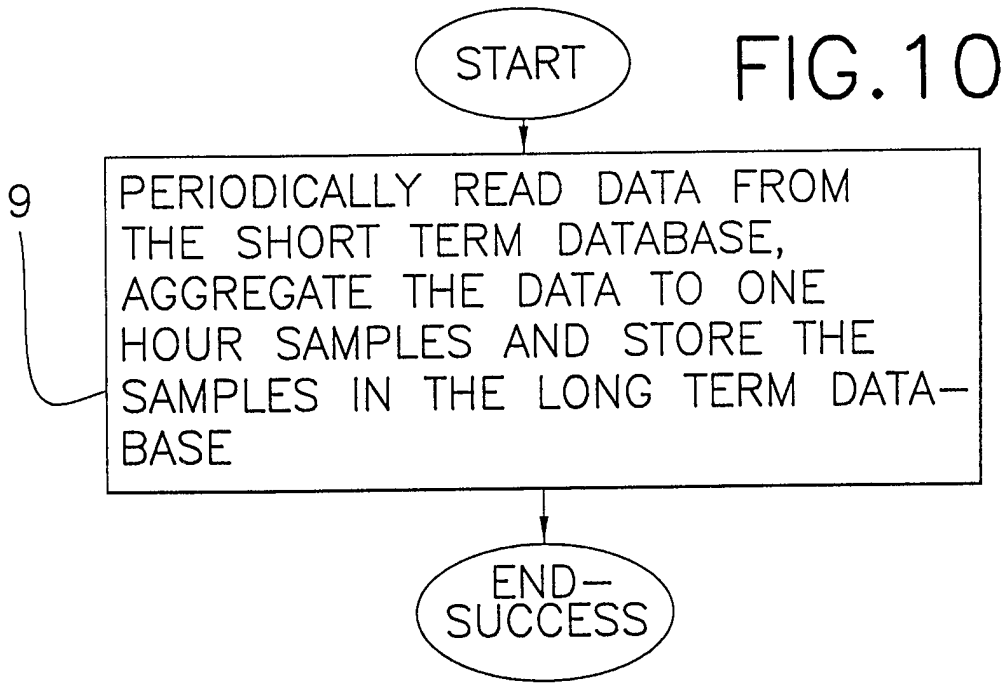 START
FIG.10
9
PERIODICALLY READ DATA FROM
THE SHORT TERM DATABASE,
AGGREGATE THE DATA TO ONE
HOUR SAMPLES AND STORE THE
SAMPLES IN THE LONG TERM DATA-
BASE
END-
SUCCESS